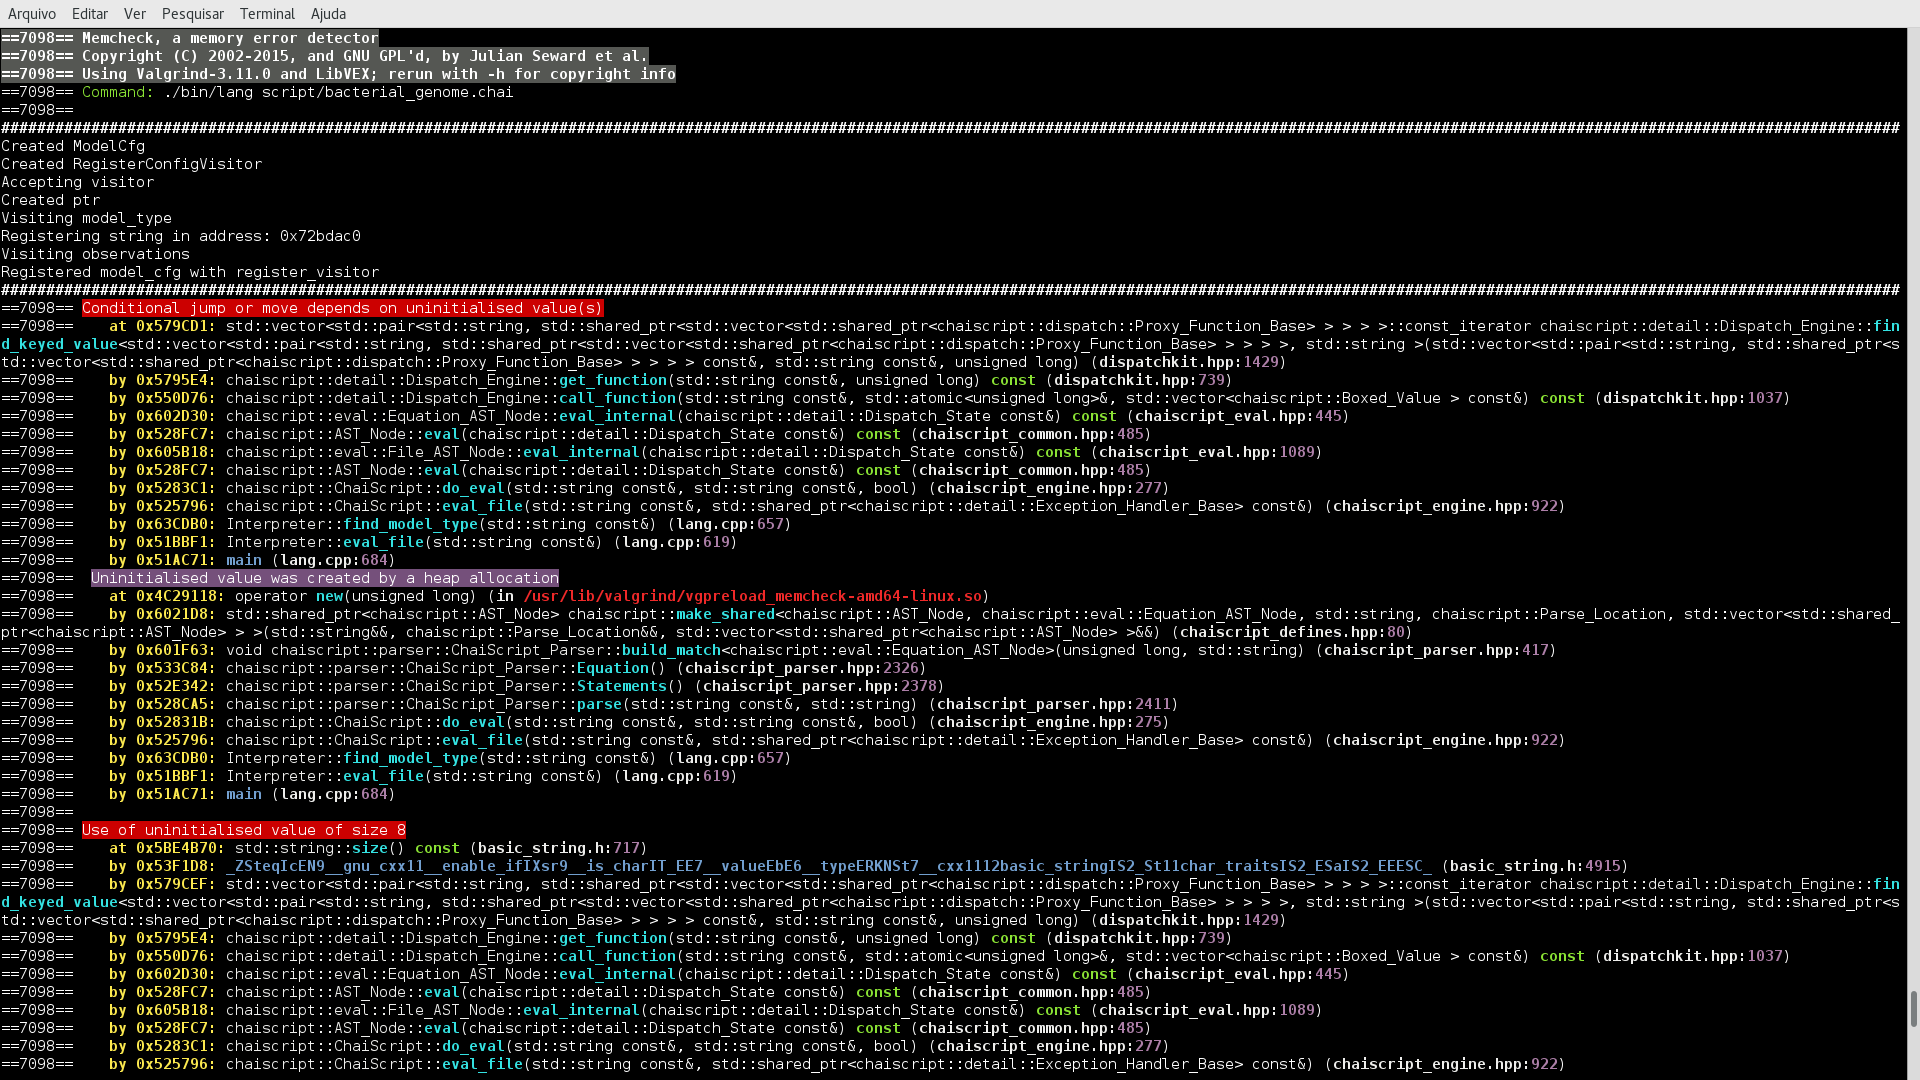 Arquivo Editar Ver Pesquisar Terminal Ajuda
==7098== Memcheck, a memory error detector
==7098== Copyright (C) 2002-2015, and GNU GPL'd, by Julian Seward et al.
==7098== Using Valgrind-3.11.0 and LibVEX; rerun with -h for copyright info
==7098== Command: ./bin/lang script/bacterial_genome.chai
==7098==
###################################################################################################################################################################################################################
Created ModelCfg
Created RegisterConfigVisitor
Accepting visitor
Created ptr
Visiting model_type
Registering string in address: 0x72bdac0
Visiting observations
Registered model_cfg with register_visitor
###################################################################################################################################################################################################################
==7098== Conditional jump or move depends on uninitialised value(s)
==7098==    at 0x579CD1: std::vector<std::pair<std::string, std::shared_ptr<std::vector<std::shared_ptr<chaiscript::dispatch::Proxy_Function_Base> > > > >::const_iterator chaiscript::detail::Dispatch_Engine::fin
d_keyed_value<std::vector<std::pair<std::string, std::shared_ptr<std::vector<std::shared_ptr<chaiscript::dispatch::Proxy_Function_Base> > > > >, std::string >(std::vector<std::pair<std::string, std::shared_ptr<s
td::vector<std::shared_ptr<chaiscript::dispatch::Proxy_Function_Base> > > > > const&, std::string const&, unsigned long) (dispatchkit.hpp:1429)
==7098==    by 0x5795E4: chaiscript::detail::Dispatch_Engine::get_function(std::string const&, unsigned long) const (dispatchkit.hpp:739)
==7098==    by 0x550D76: chaiscript::detail::Dispatch_Engine::call_function(std::string const&, std::atomic<unsigned long>&, std::vector<chaiscript::Boxed_Value > const&) const (dispatchkit.hpp:1037)
==7098==    by 0x602D30: chaiscript::eval::Equation_AST_Node::eval_internal(chaiscript::detail::Dispatch_State const&) const (chaiscript_eval.hpp:445)
==7098==    by 0x528FC7: chaiscript::AST_Node::eval(chaiscript::detail::Dispatch_State const&) const (chaiscript_common.hpp:485)
==7098==    by 0x605B18: chaiscript::eval::File_AST_Node::eval_internal(chaiscript::detail::Dispatch_State const&) const (chaiscript_eval.hpp:1089)
==7098==    by 0x528FC7: chaiscript::AST_Node::eval(chaiscript::detail::Dispatch_State const&) const (chaiscript_common.hpp:485)
==7098==    by 0x5283C1: chaiscript::ChaiScript::do_eval(std::string const&, std::string const&, bool) (chaiscript_engine.hpp:277)
==7098==    by 0x525796: chaiscript::ChaiScript::eval_file(std::string const&, std::shared_ptr<chaiscript::detail::Exception_Handler_Base> const&) (chaiscript_engine.hpp:922)
==7098==    by 0x63CDB0: Interpreter::find_model_type(std::string const&) (lang.cpp:657)
==7098==    by 0x51BBF1: Interpreter::eval_file(std::string const&) (lang.cpp:619)
==7098==    by 0x51AC71: main (lang.cpp:684)
==7098==  Uninitialised value was created by a heap allocation
==7098==    at 0x4C29118: operator new(unsigned long) (in /usr/lib/valgrind/vgpreload_memcheck-amd64-linux.so)
==7098==    by 0x6021D8: std::shared_ptr<chaiscript::AST_Node> chaiscript::make_shared<chaiscript::AST_Node, chaiscript::eval::Equation_AST_Node, std::string, chaiscript::Parse_Location, std::vector<std::shared_
ptr<chaiscript::AST_Node> > >(std::string&&, chaiscript::Parse_Location&&, std::vector<std::shared_ptr<chaiscript::AST_Node> >&&) (chaiscript_defines.hpp:80)
==7098==    by 0x601F63: void chaiscript::parser::ChaiScript_Parser::build_match<chaiscript::eval::Equation_AST_Node>(unsigned long, std::string) (chaiscript_parser.hpp:417)
==7098==    by 0x533C84: chaiscript::parser::ChaiScript_Parser::Equation() (chaiscript_parser.hpp:2326)
==7098==    by 0x52E342: chaiscript::parser::ChaiScript_Parser::Statements() (chaiscript_parser.hpp:2378)
==7098==    by 0x528CA5: chaiscript::parser::ChaiScript_Parser::parse(std::string const&, std::string) (chaiscript_parser.hpp:2411)
==7098==    by 0x52831B: chaiscript::ChaiScript::do_eval(std::string const&, std::string const&, bool) (chaiscript_engine.hpp:275)
==7098==    by 0x525796: chaiscript::ChaiScript::eval_file(std::string const&, std::shared_ptr<chaiscript::detail::Exception_Handler_Base> const&) (chaiscript_engine.hpp:922)
==7098==    by 0x63CDB0: Interpreter::find_model_type(std::string const&) (lang.cpp:657)
==7098==    by 0x51BBF1: Interpreter::eval_file(std::string const&) (lang.cpp:619)
==7098==    by 0x51AC71: main (lang.cpp:684)
==7098==
==7098== Use of uninitialised value of size 8
==7098==    at 0x5BE4B70: std::string::size() const (basic_string.h:717)
==7098==    by 0x53F1D8: _ZSteqIcEN9__gnu_cxx11__enable_ifIXsr9__is_charIT_EE7__valueEbE6__typeERKNSt7__cxx1112basic_stringIS2_St11char_traitsIS2_ESaIS2_EEESC_ (basic_string.h:4915)
==7098==    by 0x579CEF: std::vector<std::pair<std::string, std::shared_ptr<std::vector<std::shared_ptr<chaiscript::dispatch::Proxy_Function_Base> > > > >::const_iterator chaiscript::detail::Dispatch_Engine::fin
d_keyed_value<std::vector<std::pair<std::string, std::shared_ptr<std::vector<std::shared_ptr<chaiscript::dispatch::Proxy_Function_Base> > > > >, std::string >(std::vector<std::pair<std::string, std::shared_ptr<s
td::vector<std::shared_ptr<chaiscript::dispatch::Proxy_Function_Base> > > > > const&, std::string const&, unsigned long) (dispatchkit.hpp:1429)
==7098==    by 0x5795E4: chaiscript::detail::Dispatch_Engine::get_function(std::string const&, unsigned long) const (dispatchkit.hpp:739)
==7098==    by 0x550D76: chaiscript::detail::Dispatch_Engine::call_function(std::string const&, std::atomic<unsigned long>&, std::vector<chaiscript::Boxed_Value > const&) const (dispatchkit.hpp:1037)
==7098==    by 0x602D30: chaiscript::eval::Equation_AST_Node::eval_internal(chaiscript::detail::Dispatch_State const&) const (chaiscript_eval.hpp:445)
==7098==    by 0x528FC7: chaiscript::AST_Node::eval(chaiscript::detail::Dispatch_State const&) const (chaiscript_common.hpp:485)
==7098==    by 0x605B18: chaiscript::eval::File_AST_Node::eval_internal(chaiscript::detail::Dispatch_State const&) const (chaiscript_eval.hpp:1089)
==7098==    by 0x528FC7: chaiscript::AST_Node::eval(chaiscript::detail::Dispatch_State const&) const (chaiscript_common.hpp:485)
==7098==    by 0x5283C1: chaiscript::ChaiScript::do_eval(std::string const&, std::string const&, bool) (chaiscript_engine.hpp:277)
==7098==    by 0x525796: chaiscript::ChaiScript::eval_file(std::string const&, std::shared_ptr<chaiscript::detail::Exception_Handler_Base> const&) (chaiscript_engine.hpp:922)